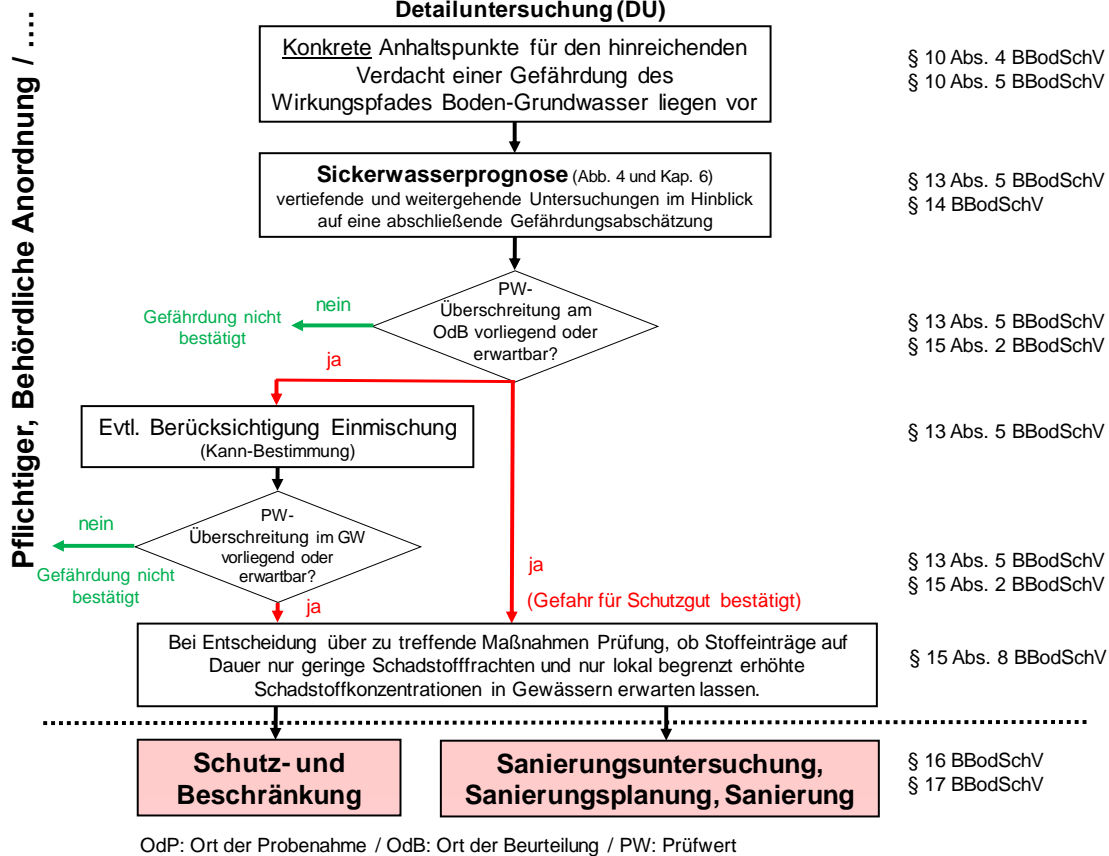 Detailuntersuchung (DU)
Pflichtiger, Behördliche Anordnung / ....
Konkrete Anhaltspunkte für den hinreichenden
Verdacht einer Gefährdung des
Wirkungspfades Boden-Grundwasser liegen vor
§ 10 Abs. 4 BBodSchV
§ 10 Abs. 5 BBodSchV
Sickerwasserprognose (Abb. 4 und Kap. 6)
vertiefende und weitergehende Untersuchungen im Hinblick
auf eine abschließende Gefährdungsabschätzung
§ 13 Abs. 5 BBodSchV
§ 14 BBodSchV
PW-
Überschreitung am
OdB vorliegend oder
erwartbar?
nein
Gefährdung nicht
bestätigt
§ 13 Abs. 5 BBodSchV
§ 15 Abs. 2 BBodSchV
ja
Evtl. Berücksichtigung Einmischung
(Kann-Bestimmung)
§ 13 Abs. 5 BBodSchV
PW-
Überschreitung im GW
vorliegend oder
erwartbar?
nein
Gefährdung nicht
bestätigt
ja
ja
(Gefahr für Schutzgut bestätigt)
§ 13 Abs. 5 BBodSchV
§ 15 Abs. 2 BBodSchV
Bei Entscheidung über zu treffende Maßnahmen Prüfung, ob Stoffeinträge auf
Dauer nur geringe Schadstofffrachten und nur lokal begrenzt erhöhte
Schadstoffkonzentrationen in Gewässern erwarten lassen.
§ 15 Abs. 8 BBodSchV
Schutz- und
Beschränkung
Sanierungsuntersuchung,
Sanierungsplanung, Sanierung
§ 16 BBodSchV
§ 17 BBodSchV
OdP: Ort der Probenahme / OdB: Ort der Beurteilung / PW: Prüfwert